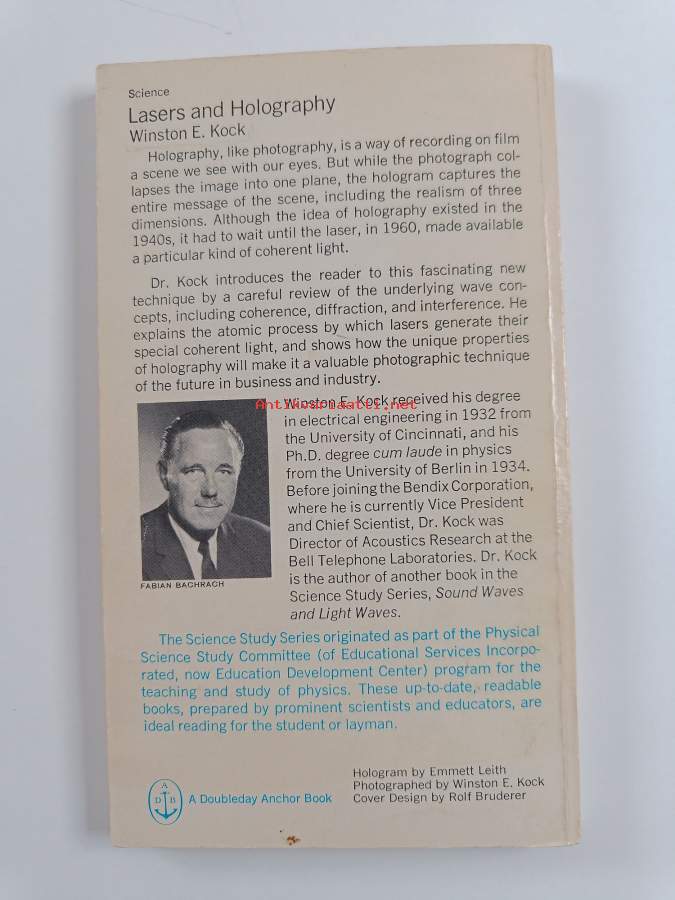 Science
Lasers and Holography
Winston E. Kock
Holography, like photography, is a way of recording on film
a scene we see with our eyes. But while the photograph col-
lapses the image into one plane, the hologram captures the
entire message of the scene, including the realism of three
dimensions. Although the idea of holography existed in the
1940s, it had to wait until the laser, in 1960, made available
a particular kind of coherent light.
Dr. Kock introduces the reader to this fascinating new
technique by a careful review of the underlying wave con-
cepts, including coherence, diffraction, and interference. He
explains the atomic process by which lasers generate their
special coherent light, and shows how the unique properties
of holography will make it a valuable photographic technique
of the future in business and industry.
Antikvariaatti.net
Winston E. Kock received his degree
in electrical engineering in 1932 from
the University of Cincinnati, and his
Ph.D. degree cum laude in physics
from the University of Berlin in 1934.
Before joining the Bendix Corporation,
where he is currently Vice President
and Chief Scientist, Dr. Kock was
Director of Acoustics Research at the
Bell Telephone Laboratories. Dr. Kock
is the author of another book in the
Science Study Series, Sound Waves
and Light Waves.
FABIAN BACHRACH
The Science Study Series originated as part of the Physical
Science Study Committee (of Educational Services Incorpo-
rated, now Education Development Center) program for the
teaching and study of physics. These up-to-date, readable
books, prepared by prominent scientists and educators, are
ideal reading for the student or layman.
A
D B
A Doubleday Anchor Book
Hologram by Emmett Leith
Photographed by Winston E. Kock
Cover Design by Rolf Bruderer